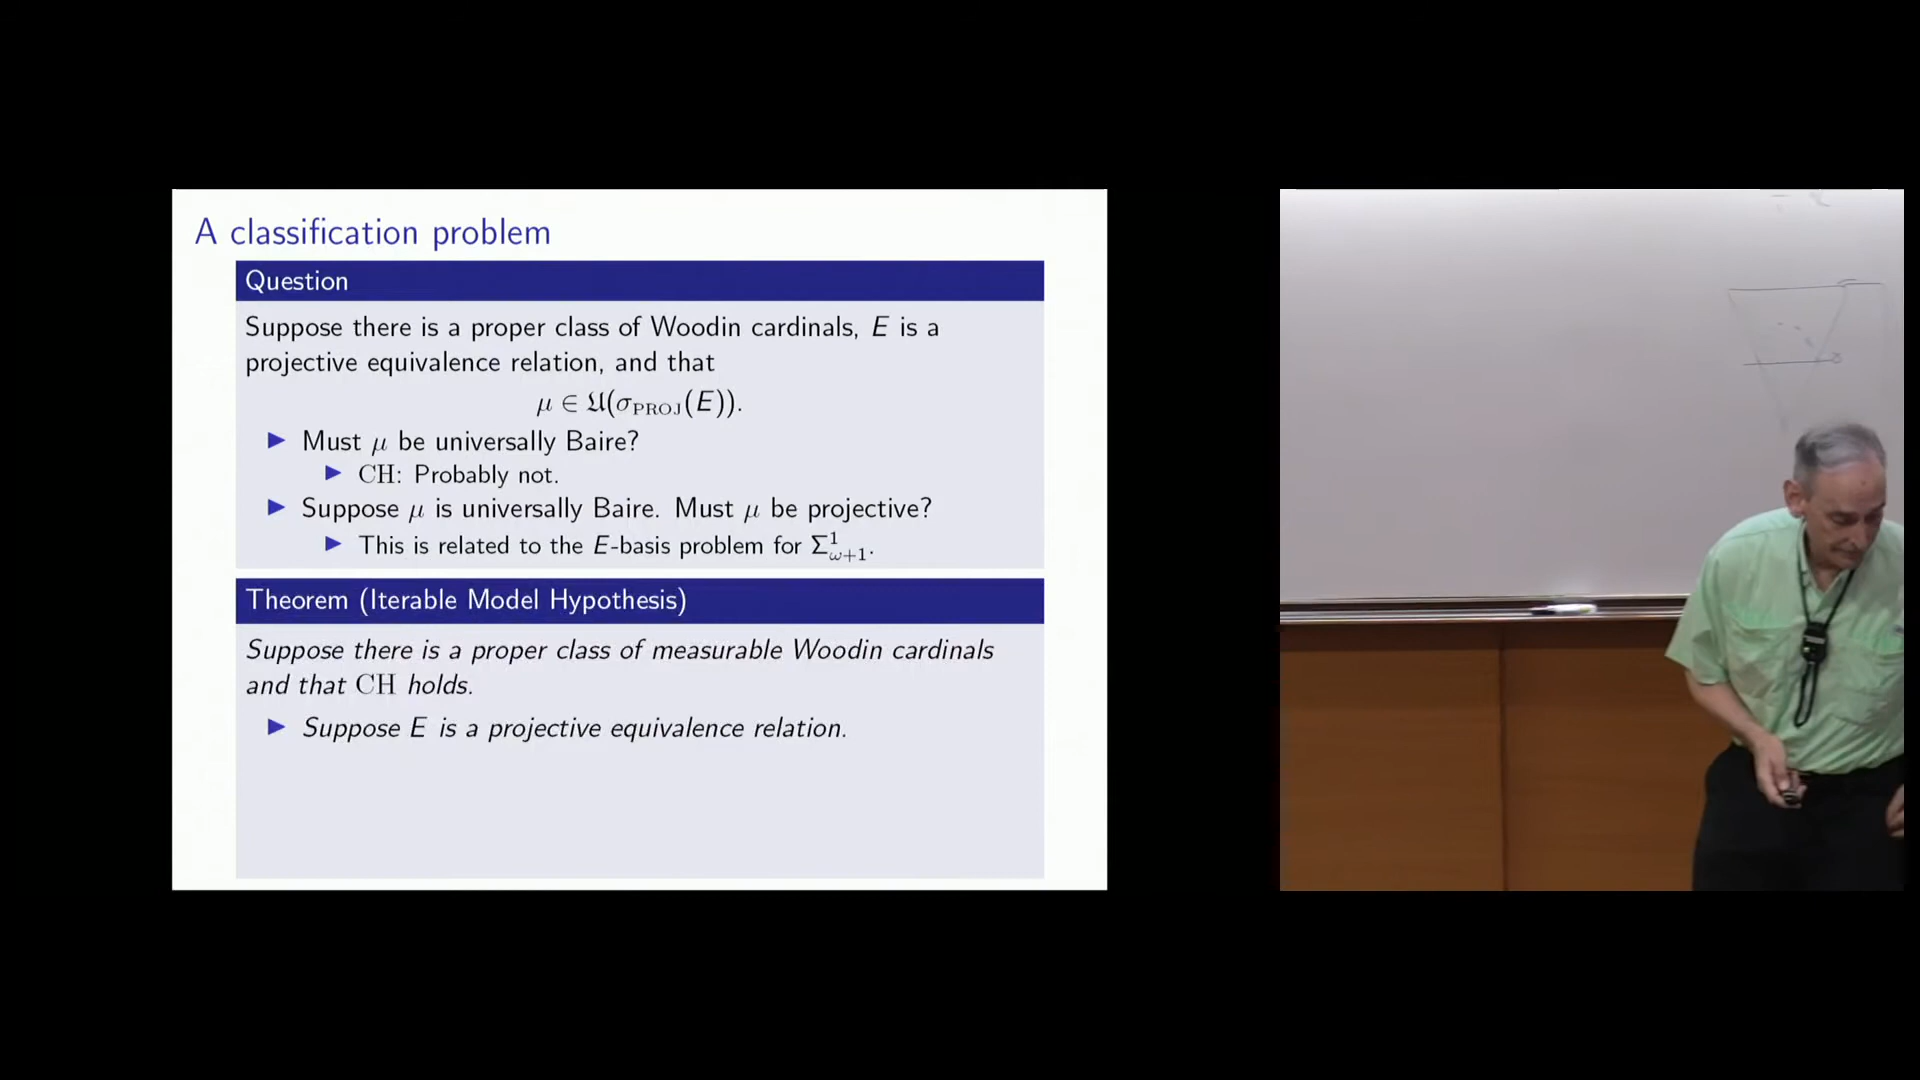 A classification problem
Question
Suppose there is a proper class of Woodin cardinals, E is a
projective equivalence relation, and that
μ ∈ 𝔘(σ_PROJ(E)).
▶ Must μ be universally Baire?
▶ CH: Probably not.
▶ Suppose μ is universally Baire. Must μ be projective?
▶ This is related to the E-basis problem for Σ^1_{ω+1}.
Theorem (Iterable Model Hypothesis)
Suppose there is a proper class of measurable Woodin cardinals
and that CH holds.
▶ Suppose E is a projective equivalence relation.